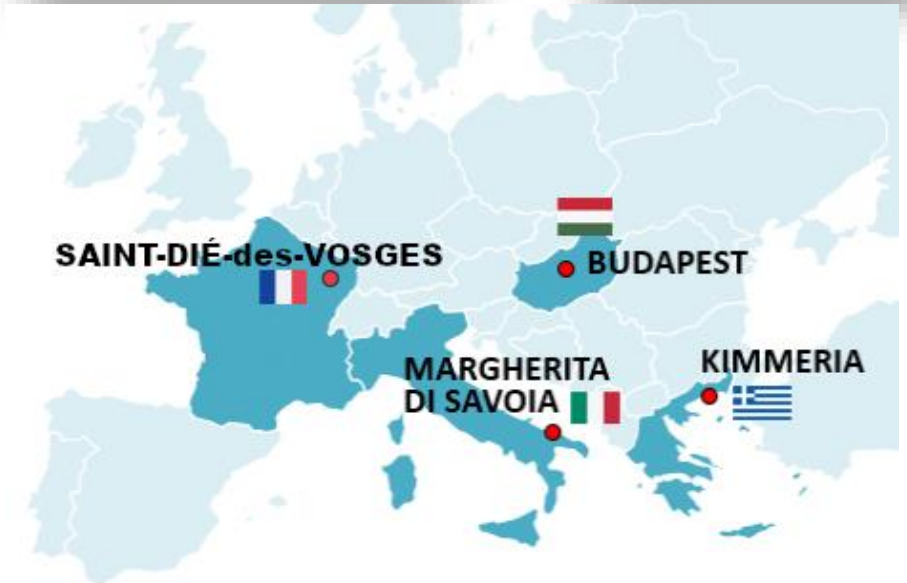 SAINT-DIÉ-des-VOSGES
BUDAPEST
MARGHERITA
DI SAVOIA
KIMMERIA